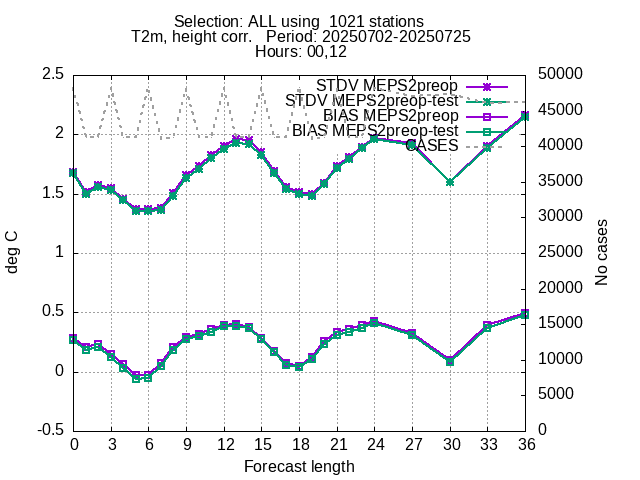 Selection: ALL using  1021 stations
T2m, height corr.   Period: 20250702-20250725
Hours: 00,12
STDV MEPS2preop
STDV MEPS2preop-test
BIAS MEPS2preop
BIAS MEPS2preop-test
CASES
deg C
2.5
2
1.5
1
0.5
0
-0.5
50000
45000
40000
35000
30000
25000
20000
15000
10000
5000
0
No cases
0 3 6 9 12 15 18 21 24 27 30 33 36
Forecast length